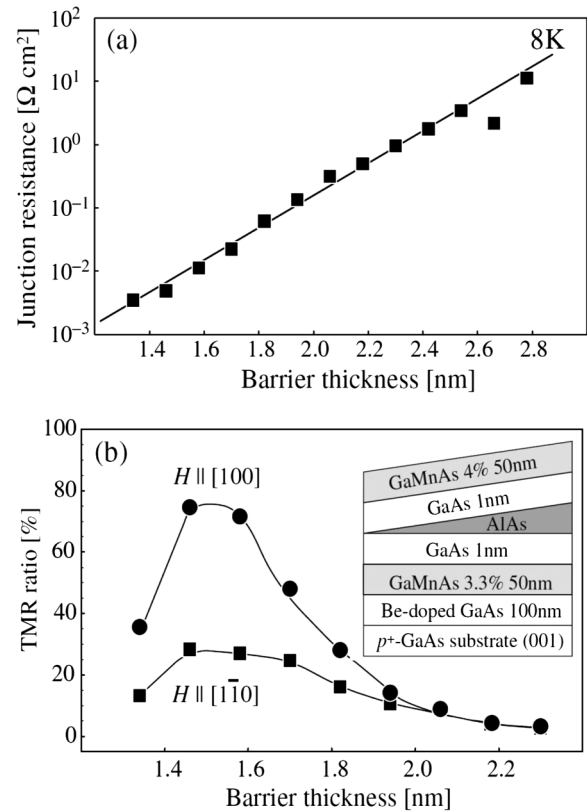 (a)
8K
10²
10¹
10⁰
10⁻¹
10⁻²
10⁻³
Junction resistance [Ω cm²]
1.4 1.6 1.8 2.0 2.2 2.4 2.6 2.8
Barrier thickness [nm]
(b)
100
80
60
40
20
0
TMR ratio [%]
H || [100]
H || [11̅0]
GaMnAs 4% 50nm
GaAs 1nm
AlAs
GaAs 1nm
GaMnAs 3.3% 50nm
Be-doped GaAs 100nm
p⁺-GaAs substrate (001)
1.4 1.6 1.8 2.0 2.2
Barrier thickness [nm]